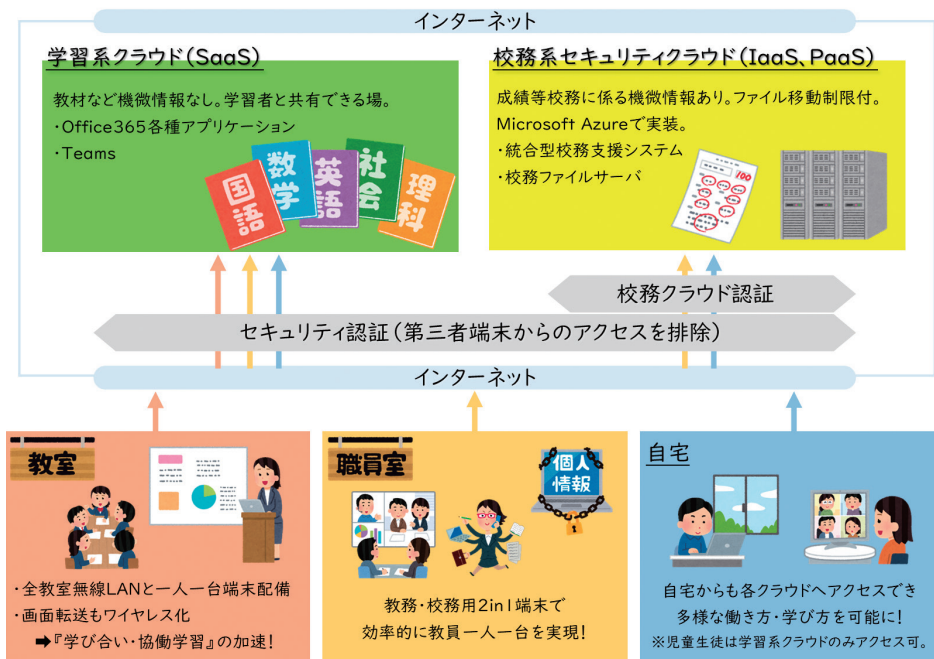 インターネット
学習系クラウド(SaaS)
教材など機微情報なし。学習者と共有できる場。
・Office365各種アプリケーション
・Teams
国語
数学
英語
社会
理科
校務系セキュリティクラウド(IaaS、PaaS)
成績等校務に係る機微情報あり。ファイル移動制限付。
Microsoft Azureで実装。
・統合型校務支援システム
・校務ファイルサーバ
100
校務クラウド認証
セキュリティ認証(第三者端末からのアクセスを排除)
インターネット
教室
・全教室無線LANと一人一台端末配備
・画面転送もワイヤレス化
➡『学び合い・協働学習』の加速!
職員室
個人
情報
教務・校務用2in1端末で
効率的に教員一人一台を実現!
自宅
自宅からも各クラウドへアクセスでき
多様な働き方・学び方を可能に!
※児童生徒は学習系クラウドのみアクセス可。